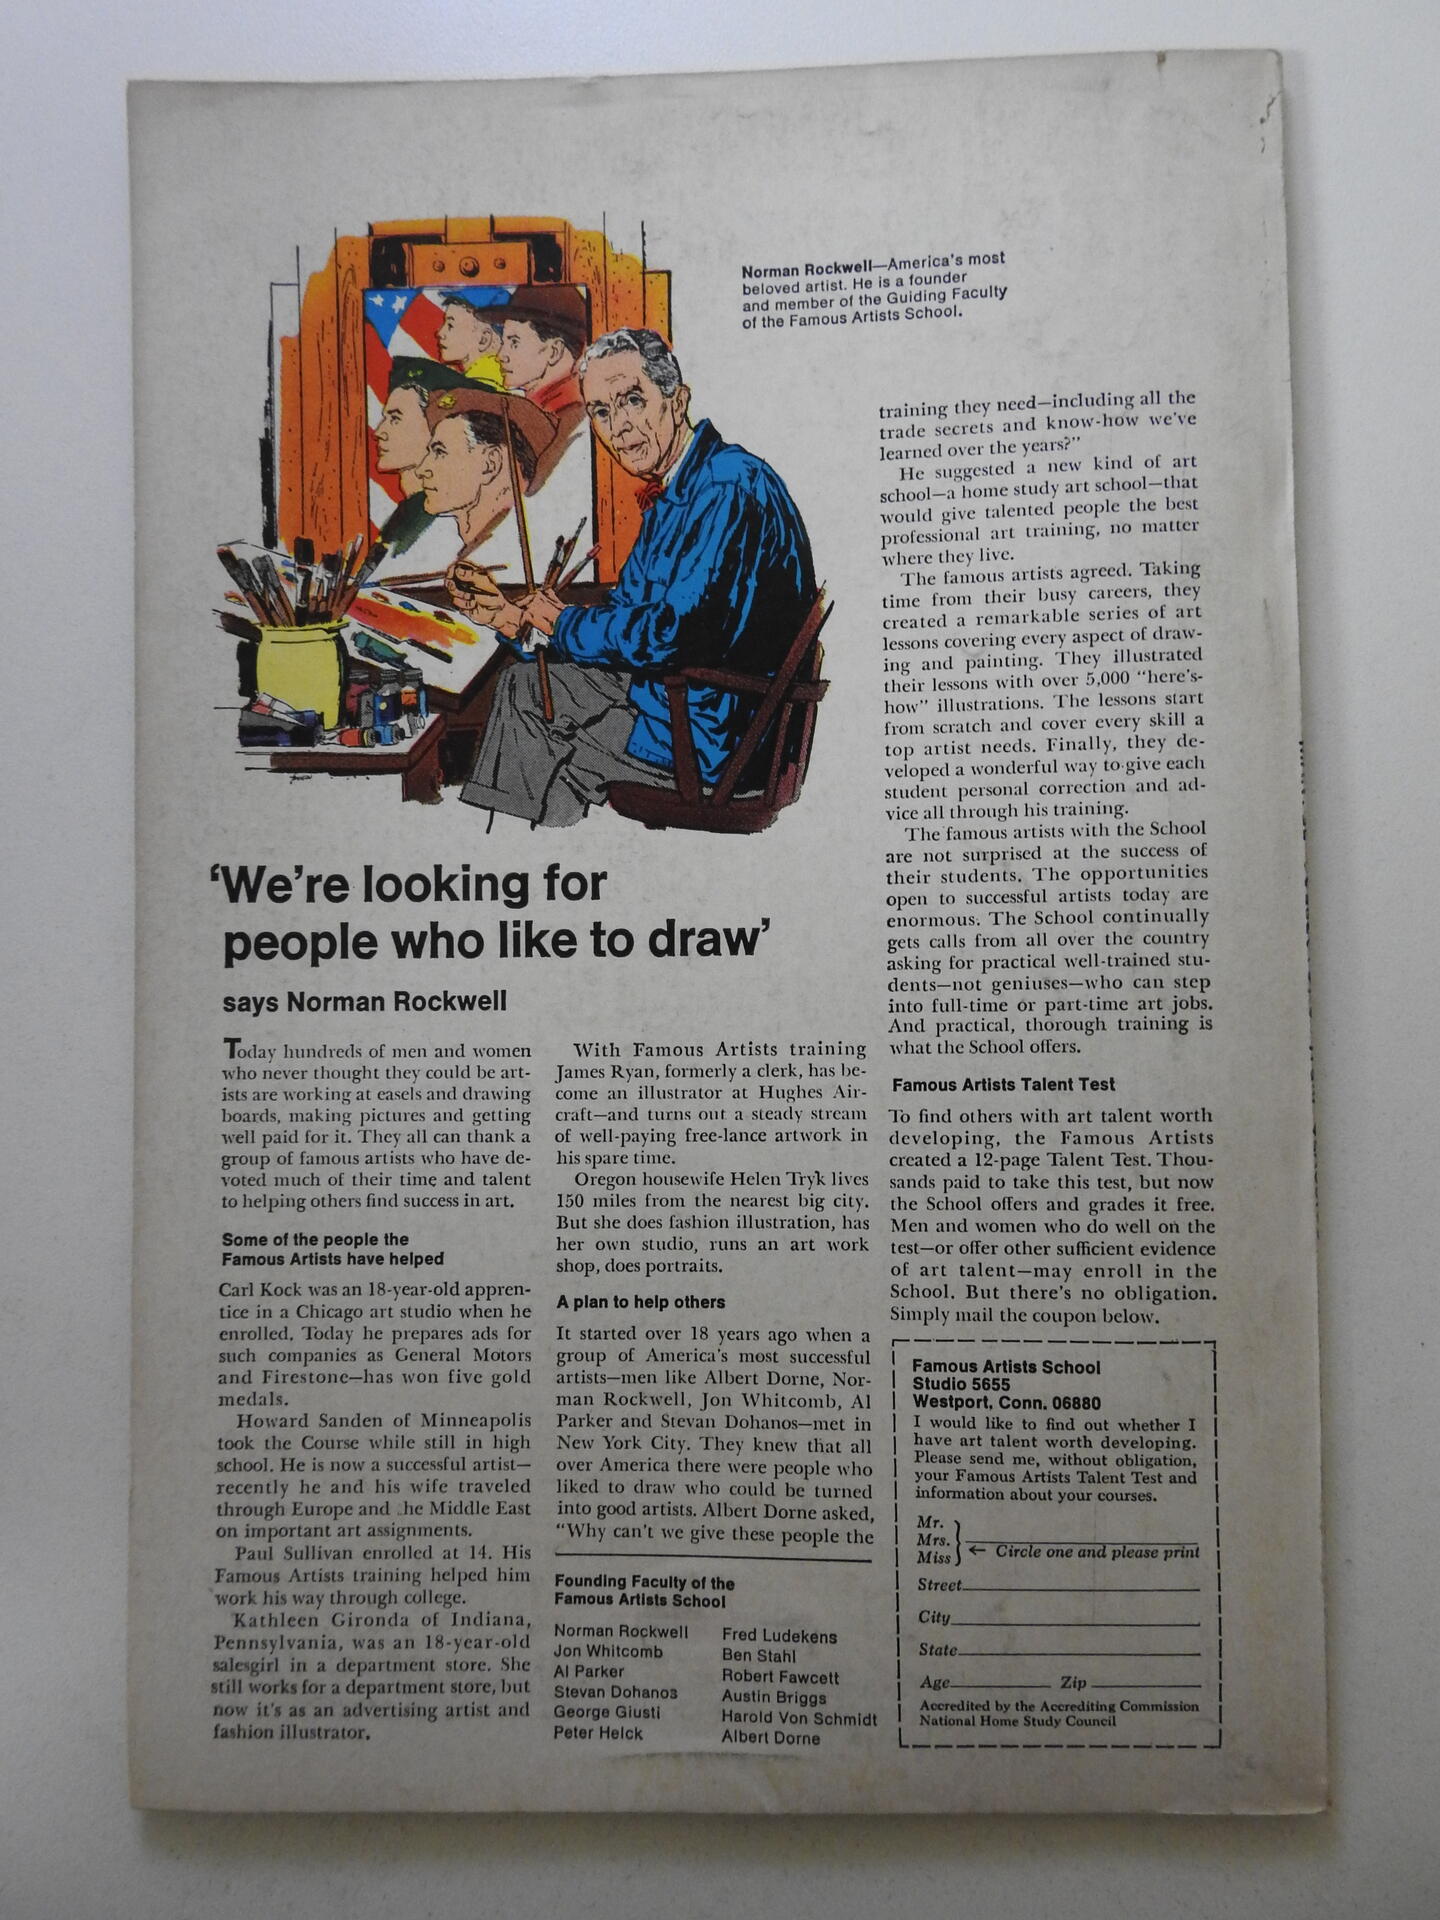 Norman Rockwell—America's most
beloved artist. He is a founder
and member of the Guiding Faculty
of the Famous Artists School.
'We're looking for
people who like to draw'
says Norman Rockwell
Today hundreds of men and women
who never thought they could be art-
ists are working at easels and drawing
boards, making pictures and getting
well paid for it. They all can thank a
group of famous artists who have de-
voted much of their time and talent
to helping others find success in art.
Some of the people the
Famous Artists have helped
Carl Kock was an 18-year-old appren-
tice in a Chicago art studio when he
enrolled. Today he prepares ads for
such companies as General Motors
and Firestone—has won five gold
medals.
Howard Sanden of Minneapolis
took the Course while still in high
school. He is now a successful artist—
recently he and his wife traveled
through Europe and he Middle East
on important art assignments.
Paul Sullivan enrolled at 14. His
Famous Artists training helped him
work his way through college.
Kathleen Gironda of Indiana,
Pennsylvania, was an 18-year-old
salesgirl in a department store. She
still works for a department store, but
now it's as an advertising artist and
fashion illustrator.
With Famous Artists training
James Ryan, formerly a clerk, has be-
come an illustrator at Hughes Air-
craft—and turns out a steady stream
of well-paying free-lance artwork in
his spare time.
Oregon housewife Helen Tryk lives
150 miles from the nearest big city.
But she does fashion illustration, has
her own studio, runs an art work
shop, does portraits.
A plan to help others
It started over 18 years ago when a
group of America's most successful
artists—men like Albert Dorne, Nor-
man Rockwell, Jon Whitcomb, Al
Parker and Stevan Dohanos—met in
New York City. They knew that all
over America there were people who
liked to draw who could be turned
into good artists. Albert Dorne asked,
"Why can't we give these people the
training they need—including all the
trade secrets and know-how we've
learned over the years?"
He suggested a new kind of art
school—a home study art school—that
would give talented people the best
professional art training, no matter
where they live.
The famous artists agreed. Taking
time from their busy careers, they
created a remarkable series of art
lessons covering every aspect of draw-
ing and painting. They illustrated
their lessons with over 5,000 "here's-
how" illustrations. The lessons start
from scratch and cover every skill a
top artist needs. Finally, they de-
veloped a wonderful way to give each
student personal correction and ad-
vice all through his training.
The famous artists with the School
are not surprised at the success of
their students. The opportunities
open to successful artists today are
enormous. The School continually
gets calls from all over the country
asking for practical well-trained stu-
dents—not geniuses—who can step
into full-time or part-time art jobs.
And practical, thorough training is
what the School offers.
Famous Artists Talent Test
To find others with art talent worth
developing, the Famous Artists
created a 12-page Talent Test. Thou-
sands paid to take this test, but now
the School offers and grades it free.
Men and women who do well on the
test—or offer other sufficient evidence
of art talent—may enroll in the
School. But there's no obligation.
Simply mail the coupon below.
Founding Faculty of the
Famous Artists School
Norman Rockwell
Jon Whitcomb
Al Parker
Stevan Dohanos
George Giusti
Peter Helck
Fred Ludekens
Ben Stahl
Robert Fawcett
Austin Briggs
Harold Von Schmidt
Albert Dorne
Famous Artists School
Studio 5655
Westport, Conn. 06880
I would like to find out whether I
have art talent worth developing.
Please send me, without obligation,
your Famous Artists Talent Test and
information about your courses.
Mr.
Mrs.
Miss
← Circle one and please print
Street
City
State
Age Zip
Accredited by the Accrediting Commission
National Home Study Council